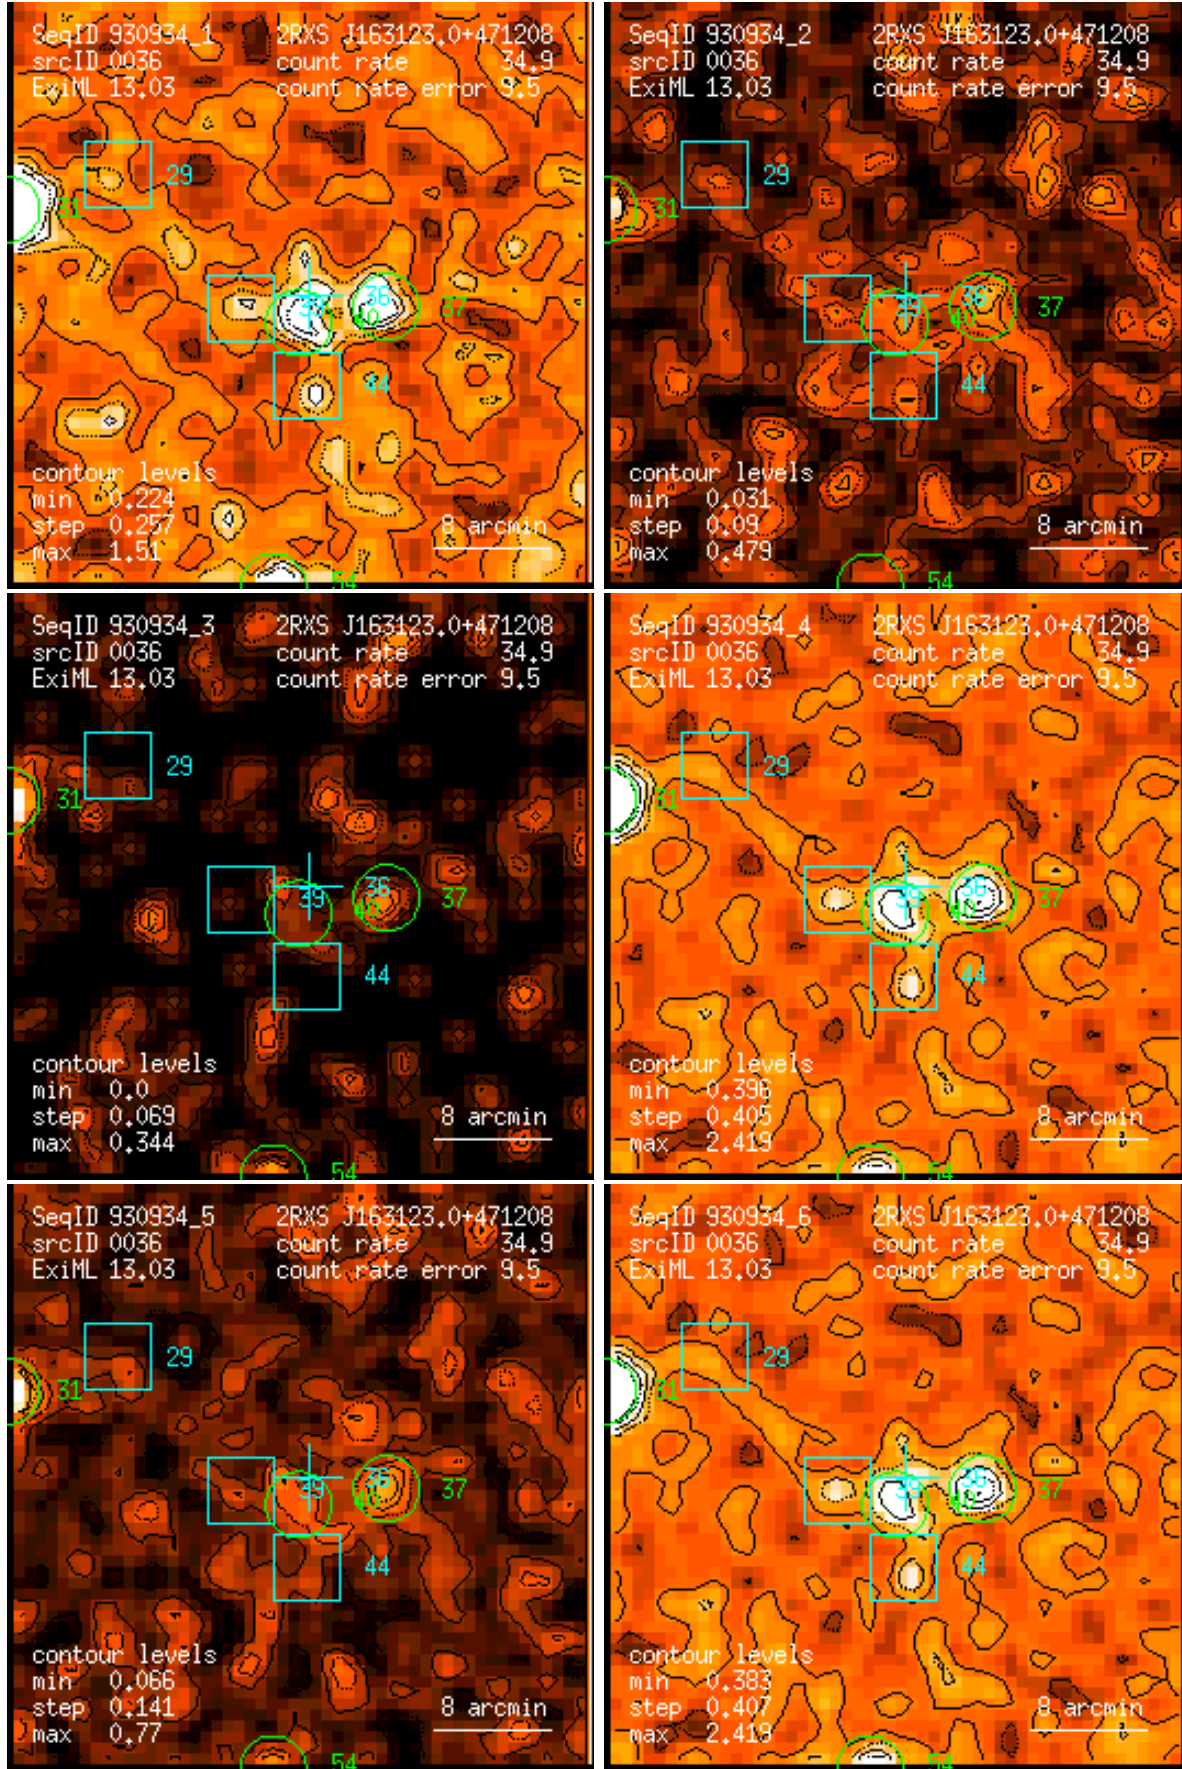 SeqID 930934_1 2RXS J163123.0+471208
srcID 0036 count rate 34.9
ExiML 13.03 count rate error 9.5
29
31
36
39
40
37
44
contour levels
min 0.224
step 0.257
max 1.51
8 arcmin
54
SeqID 930934_2 2RXS J163123.0+471208
srcID 0036 count rate 34.9
ExiML 13.03 count rate error 9.5
29
31
36
39
40
37
44
contour levels
min 0.031
step 0.09
max 0.479
8 arcmin
54
SeqID 930934_3 2RXS J163123.0+471208
srcID 0036 count rate 34.9
ExiML 13.03 count rate error 9.5
29
31
36
39
40
37
44
contour levels
min 0.0
step 0.069
max 0.344
8 arcmin
54
SeqID 930934_4 2RXS J163123.0+471208
srcID 0036 count rate 34.9
ExiML 13.03 count rate error 9.5
29
31
36
39
40
37
44
contour levels
min 0.396
step 0.405
max 2.419
8 arcmin
54
SeqID 930934_5 2RXS J163123.0+471208
srcID 0036 count rate 34.9
ExiML 13.03 count rate error 9.5
29
31
36
39
40
37
44
contour levels
min 0.066
step 0.141
max 0.77
8 arcmin
54
SeqID 930934_6 2RXS J163123.0+471208
srcID 0036 count rate 34.9
ExiML 13.03 count rate error 9.5
29
31
36
39
40
37
44
contour levels
min 0.383
step 0.407
max 2.419
8 arcmin
54